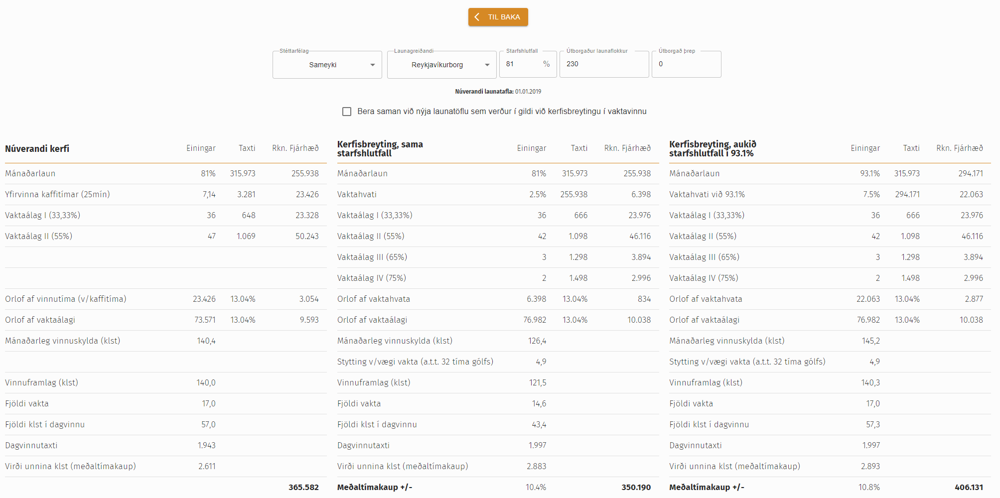 TIL BAKA
Stéttarfélag Launagreiðandi Starfshlutfall Útborgaður launaflokkur Útborgað þrep
Sameyki Reykjavíkurborg 81 % 230 0
Núverandi launatafla: 01.01.2019
Bera saman við nýja launatöflu sem verður í gildi við kerfisbreytingu í vaktavinnu
Núverandi kerfi Einingar Taxti Rkn. Fjárhæð
Mánaðarlaun 81% 315.973 255.938
Yfirvinna kaffitímar (25mín) 7,14 3.281 23.426
Vaktaálag I (33,33%) 36 648 23.328
Vaktaálag II (55%) 47 1.069 50.243
Orlof af vinnutíma (v/kaffitíma) 23.426 13.04% 3.054
Orlof af vaktaálagi 73.571 13.04% 9.593
Mánaðarleg vinnuskylda (klst) 140,4
Vinnuframlag (klst) 140,0
Fjöldi vakta 17,0
Fjöldi klst í dagvinnu 57,0
Dagvinnutaxti 1.943
Virði unnina klst (meðaltímakaup) 2.611
365.582
Kerfisbreyting, sama
starfshlutfall Einingar Taxti Rkn. Fjárhæð
Mánaðarlaun 81% 315.973 255.938
Vaktahvati 2.5% 255.938 6.398
Vaktaálag I (33,33%) 36 666 23.976
Vaktaálag II (55%) 42 1.098 46.116
Vaktaálag III (65%) 3 1.298 3.894
Vaktaálag IV (75%) 2 1.498 2.996
Orlof af vaktahvata 6.398 13.04% 834
Orlof af vaktaálagi 76.982 13.04% 10.038
Mánaðarleg vinnuskylda (klst) 126,4
Stytting v/vægi vakta (a.t.t. 32 tíma gólfs) 4,9
Vinnuframlag (klst) 121,5
Fjöldi vakta 14,6
Fjöldi klst í dagvinnu 43,4
Dagvinnutaxti 1.997
Virði unnina klst (meðaltímakaup) 2.883
Meðaltímakaup +/- 10.4% 350.190
Kerfisbreyting, aukið
starfshlutfall í 93.1% Einingar Taxti Rkn. Fjárhæð
Mánaðarlaun 93.1% 315.973 294.171
Vaktahvati við 93.1% 7.5% 294.171 22.063
Vaktaálag I (33,33%) 36 666 23.976
Vaktaálag II (55%) 42 1.098 46.116
Vaktaálag III (65%) 3 1.298 3.894
Vaktaálag IV (75%) 2 1.498 2.996
Orlof af vaktahvata 22.063 13.04% 2.877
Orlof af vaktaálagi 76.982 13.04% 10.038
Mánaðarleg vinnuskylda (klst) 145,2
Stytting v/vægi vakta (a.t.t. 32 tíma gólfs) 4,9
Vinnuframlag (klst) 140,3
Fjöldi vakta 17,0
Fjöldi klst í dagvinnu 57,3
Dagvinnutaxti 1.997
Virði unnina klst (meðaltímakaup) 2.893
Meðaltímakaup +/- 10.8% 406.131